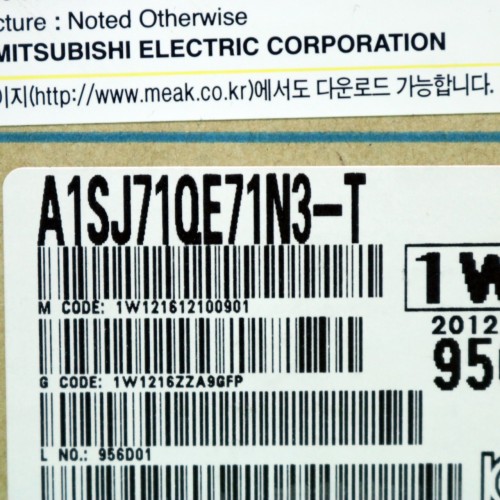 cture : Noted Otherwise
MITSUBISHI ELECTRIC CORPORATION
이지(http://www.meak.co.kr)에서도 다운로드 가능합니다.
A1SJ71QE71N3-T
1W
M CODE: 1W121612100901
2012
G CODE: 1W1216ZZA9GFP
L NO.: 956D01